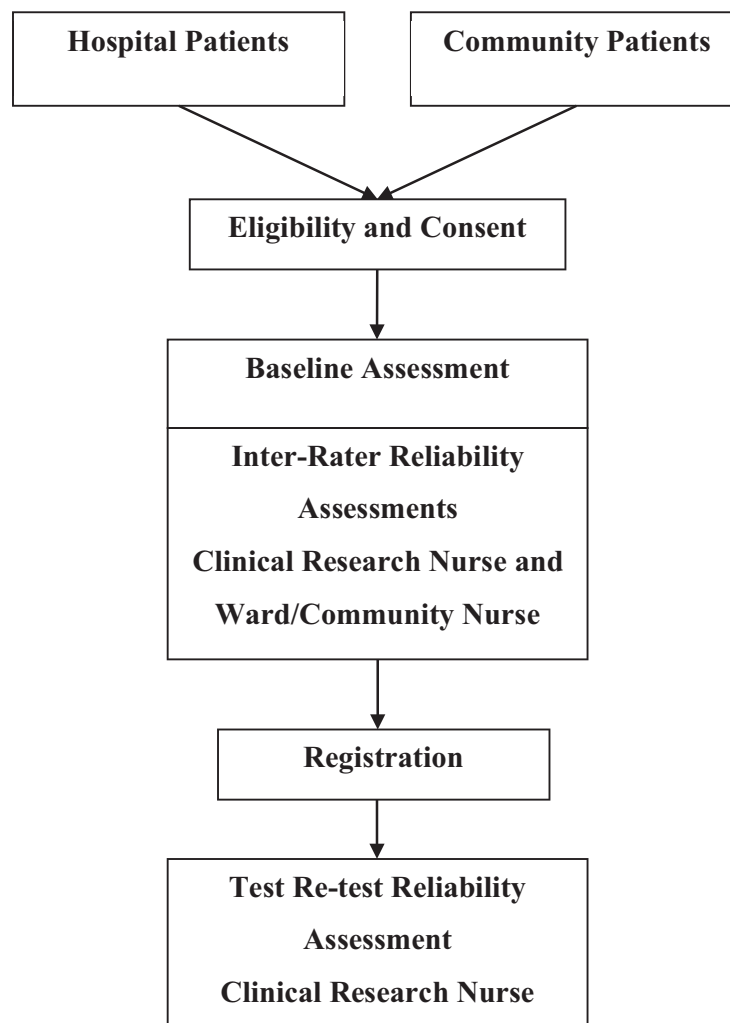 Hospital Patients
Community Patients
Eligibility and Consent
Baseline Assessment
Inter-Rater Reliability
Assessments
Clinical Research Nurse and
Ward/Community Nurse
Registration
Test Re-test Reliability
Assessment
Clinical Research Nurse